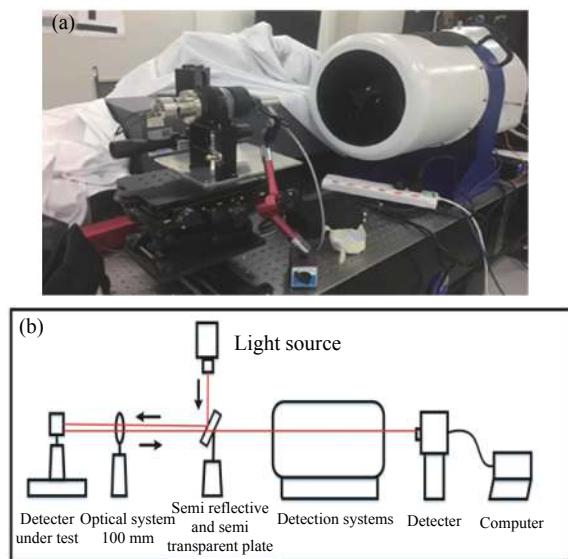 (a)
(b)
Light source
Detecter
under test
Optical system
100 mm
Semi reflective
and semi
transparent plate
Detection systems
Detecter
Computer